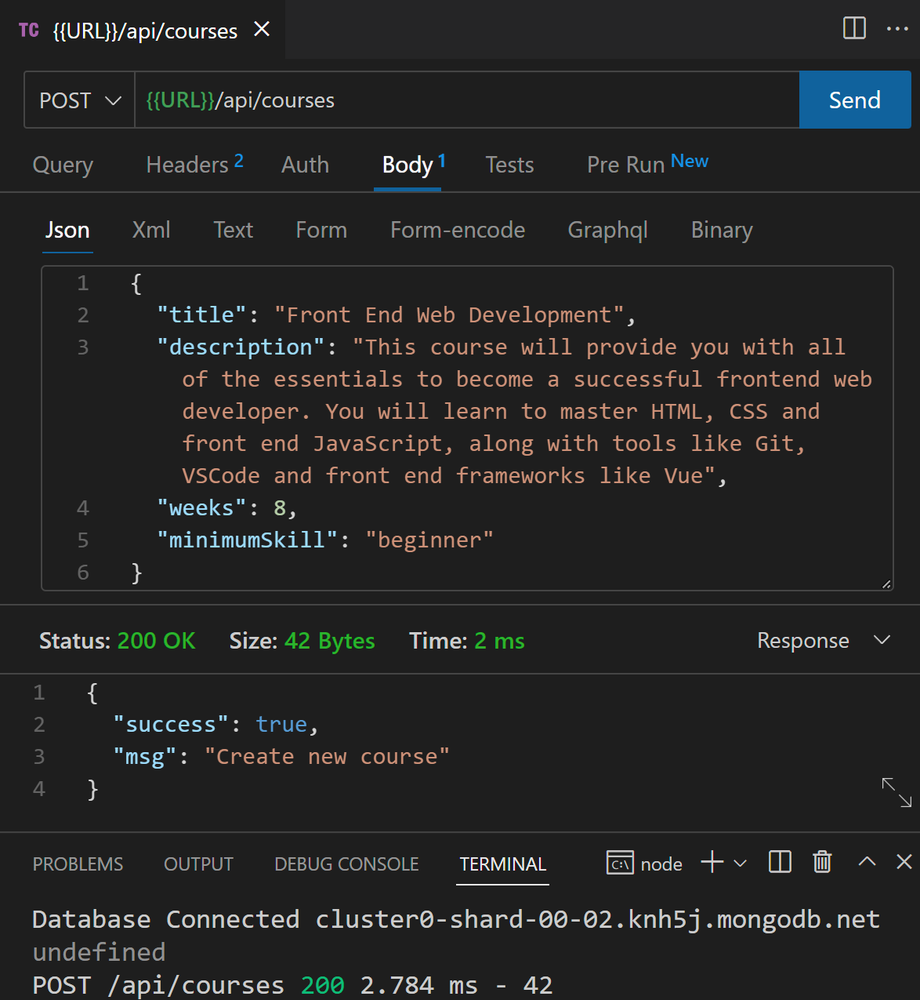 TC {{URL}}/api/courses
POST {{URL}}/api/courses Send
Query Headers 2 Auth Body 1 Tests Pre Run New
Json Xml Text Form Form-encode Graphql Binary
1 {
2 "title": "Front End Web Development",
3 "description": "This course will provide you with all
of the essentials to become a successful frontend web
developer. You will learn to master HTML, CSS and
front end JavaScript, along with tools like Git,
VSCode and front end frameworks like Vue",
4 "weeks": 8,
5 "minimumSkill": "beginner"
6 }
Status: 200 OK Size: 42 Bytes Time: 2 ms Response
1 {
2 "success": true,
3 "msg": "Create new course"
4 }
PROBLEMS OUTPUT DEBUG CONSOLE TERMINAL C:\ node
Database Connected cluster0-shard-00-02.knh5j.mongodb.net
undefined
POST /api/courses 200 2.784 ms - 42